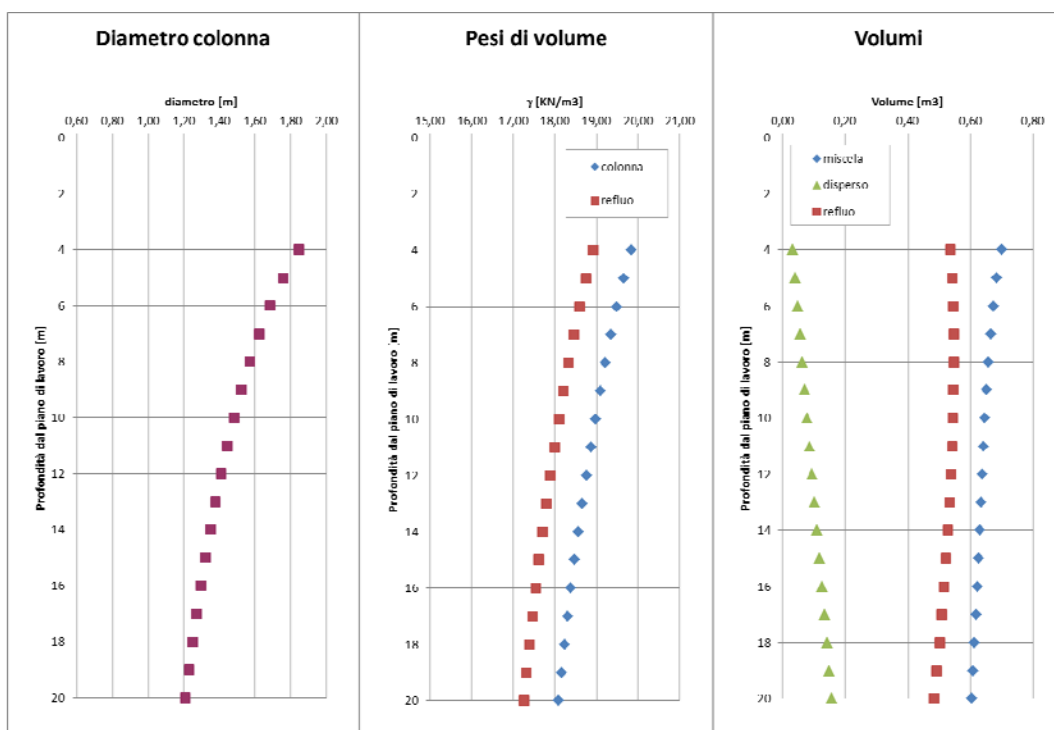 Diametro colonna
diametro [m]
0,60 0,80 1,00 1,20 1,40 1,60 1,80 2,00
0
2
4
6
8
10
12
14
16
18
20
Profondità dal piano di lavoro [m]
Pesi di volume
γ [KN/m3]
15,00 16,00 17,00 18,00 19,00 20,00 21,00
0
2
4
6
8
10
12
14
16
18
20
Profondità dal piano di lavoro [m]
colonna
refluo
Volumi
Volume [m3]
0,00 0,20 0,40 0,60 0,80
0
2
4
6
8
10
12
14
16
18
20
Profondità dal piano di lavoro [m]
miscela
disperso
refluo